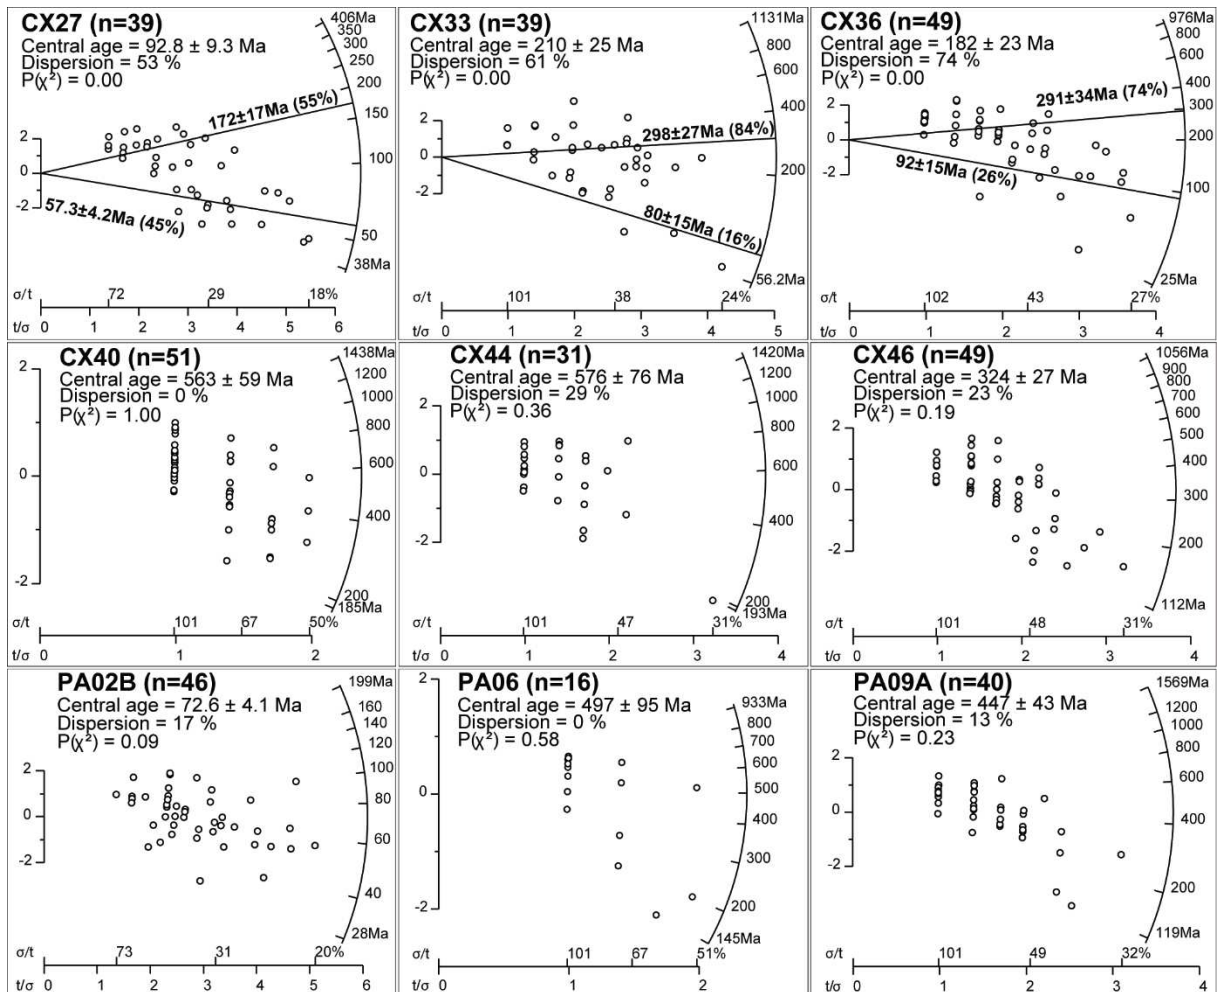 CX27 (n=39)
Central age = 92.8 ± 9.3 Ma
Dispersion = 53 %
P(χ²) = 0.00
406Ma
350
300
250
200
150
100
50
38Ma
172±17Ma (55%)
57.3±4.2Ma (45%)
2
0
-2
σ/t
72
29
18%
t/σ
0
1
2
3
4
5
6
CX33 (n=39)
Central age = 210 ± 25 Ma
Dispersion = 61 %
P(χ²) = 0.00
1131Ma
800
600
400
200
56.2Ma
298±27Ma (84%)
80±15Ma (16%)
2
0
-2
σ/t
101
38
24%
t/σ
0
1
2
3
4
5
CX36 (n=49)
Central age = 182 ± 23 Ma
Dispersion = 74 %
P(χ²) = 0.00
976Ma
800
600
400
300
200
100
25Ma
291±34Ma (74%)
92±15Ma (26%)
2
0
-2
σ/t
102
43
27%
t/σ
0
1
2
3
4
CX40 (n=51)
Central age = 563 ± 59 Ma
Dispersion = 0 %
P(χ²) = 1.00
1438Ma
1200
1000
800
600
400
200
185Ma
2
0
-2
σ/t
101
67
50%
t/σ
0
1
2
CX44 (n=31)
Central age = 576 ± 76 Ma
Dispersion = 29 %
P(χ²) = 0.36
1420Ma
1200
1000
800
600
400
200
193Ma
2
0
-2
σ/t
101
47
31%
t/σ
0
1
2
3
4
CX46 (n=49)
Central age = 324 ± 27 Ma
Dispersion = 23 %
P(χ²) = 0.19
1056Ma
900
800
700
600
500
400
300
200
112Ma
2
0
-2
σ/t
101
48
31%
t/σ
0
1
2
3
4
PA02B (n=46)
Central age = 72.6 ± 4.1 Ma
Dispersion = 17 %
P(χ²) = 0.09
199Ma
160
140
120
100
80
60
40
28Ma
2
0
-2
σ/t
73
31
20%
t/σ
0
1
2
3
4
5
6
PA06 (n=16)
Central age = 497 ± 95 Ma
Dispersion = 0 %
P(χ²) = 0.58
933Ma
800
700
600
500
400
300
200
145Ma
2
0
-2
σ/t
101
67
51%
t/σ
0
1
2
PA09A (n=40)
Central age = 447 ± 43 Ma
Dispersion = 13 %
P(χ²) = 0.23
1569Ma
1200
1000
800
600
400
200
119Ma
2
0
-2
σ/t
101
49
32%
t/σ
0
1
2
3
4